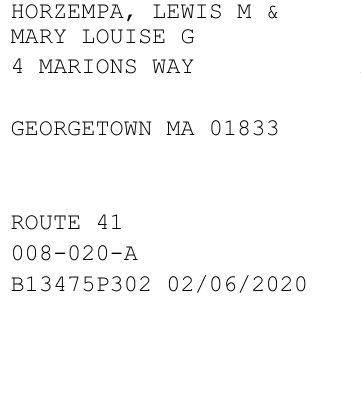 HORZEMPA, LEWIS M &
MARY LOUISE G
4 MARIONS WAY
GEORGETOWN MA 01833
ROUTE 41
008-020-A
B13475P302 02/06/2020